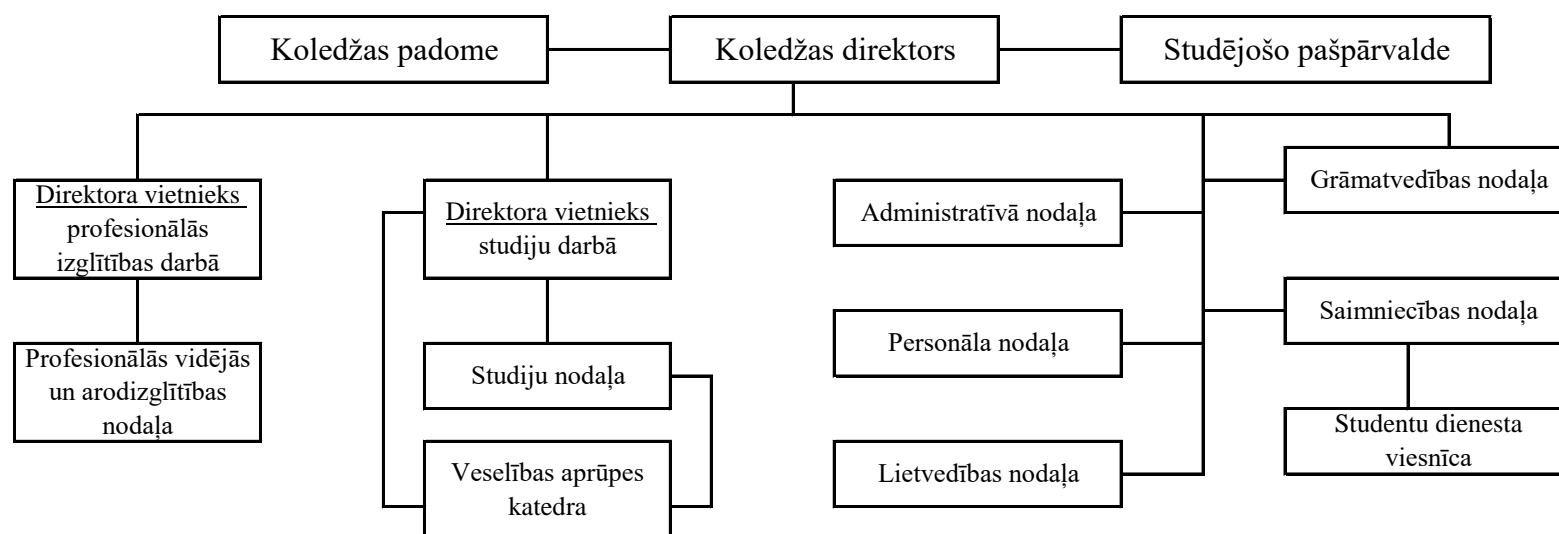 Koledžas padome
Koledžas direktors
Studējošo pašpārvalde
Direktora vietnieks
profesionālās
izglītības darbā
Profesionālās vidējās
un arodizglītības
nodaļa
Direktora vietnieks
studiju darbā
Studiju nodaļa
Veselības aprūpes
katedra
Administratīvā nodaļa
Personāla nodaļa
Lietvedības nodaļa
Grāmatvedības nodaļa
Saimniecības nodaļa
Studentu dienesta
viesnīca